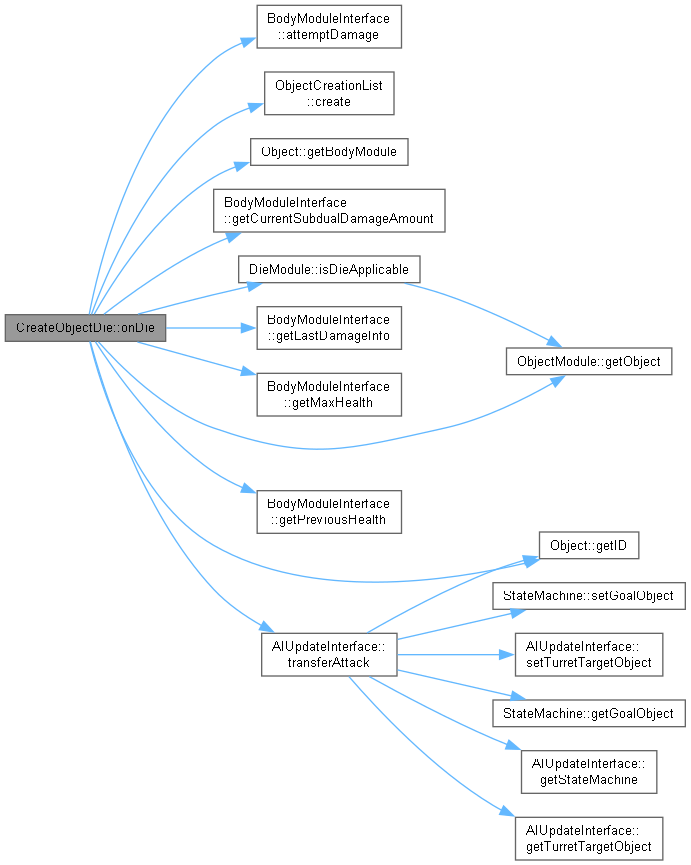 BodyModuleInterface
::attemptDamage
ObjectCreationList
::create
Object::getBodyModule
BodyModuleInterface
::getCurrentSubdualDamageAmount
DieModule::isDieApplicable
CreateObjectDie::onDie
BodyModuleInterface
::getLastDamageInfo
ObjectModule::getObject
BodyModuleInterface
::getMaxHealth
BodyModuleInterface
::getPreviousHealth
Object::getID
StateMachine::setGoalObject
AIUpdateInterface::
transferAttack
AIUpdateInterface::
setTurretTargetObject
StateMachine::getGoalObject
AIUpdateInterface::
getStateMachine
AIUpdateInterface::
getTurretTargetObject